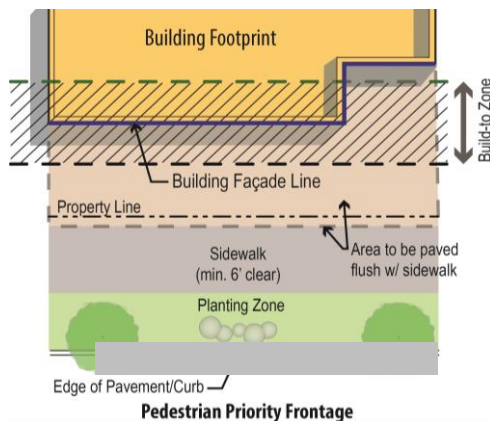 Building Footprint
Build-to Zone
Building Façade Line
Property Line
Sidewalk
(min. 6' clear)
Area to be paved
flush w/ sidewalk
Planting Zone
Edge of Pavement/Curb
Pedestrian Priority Frontage